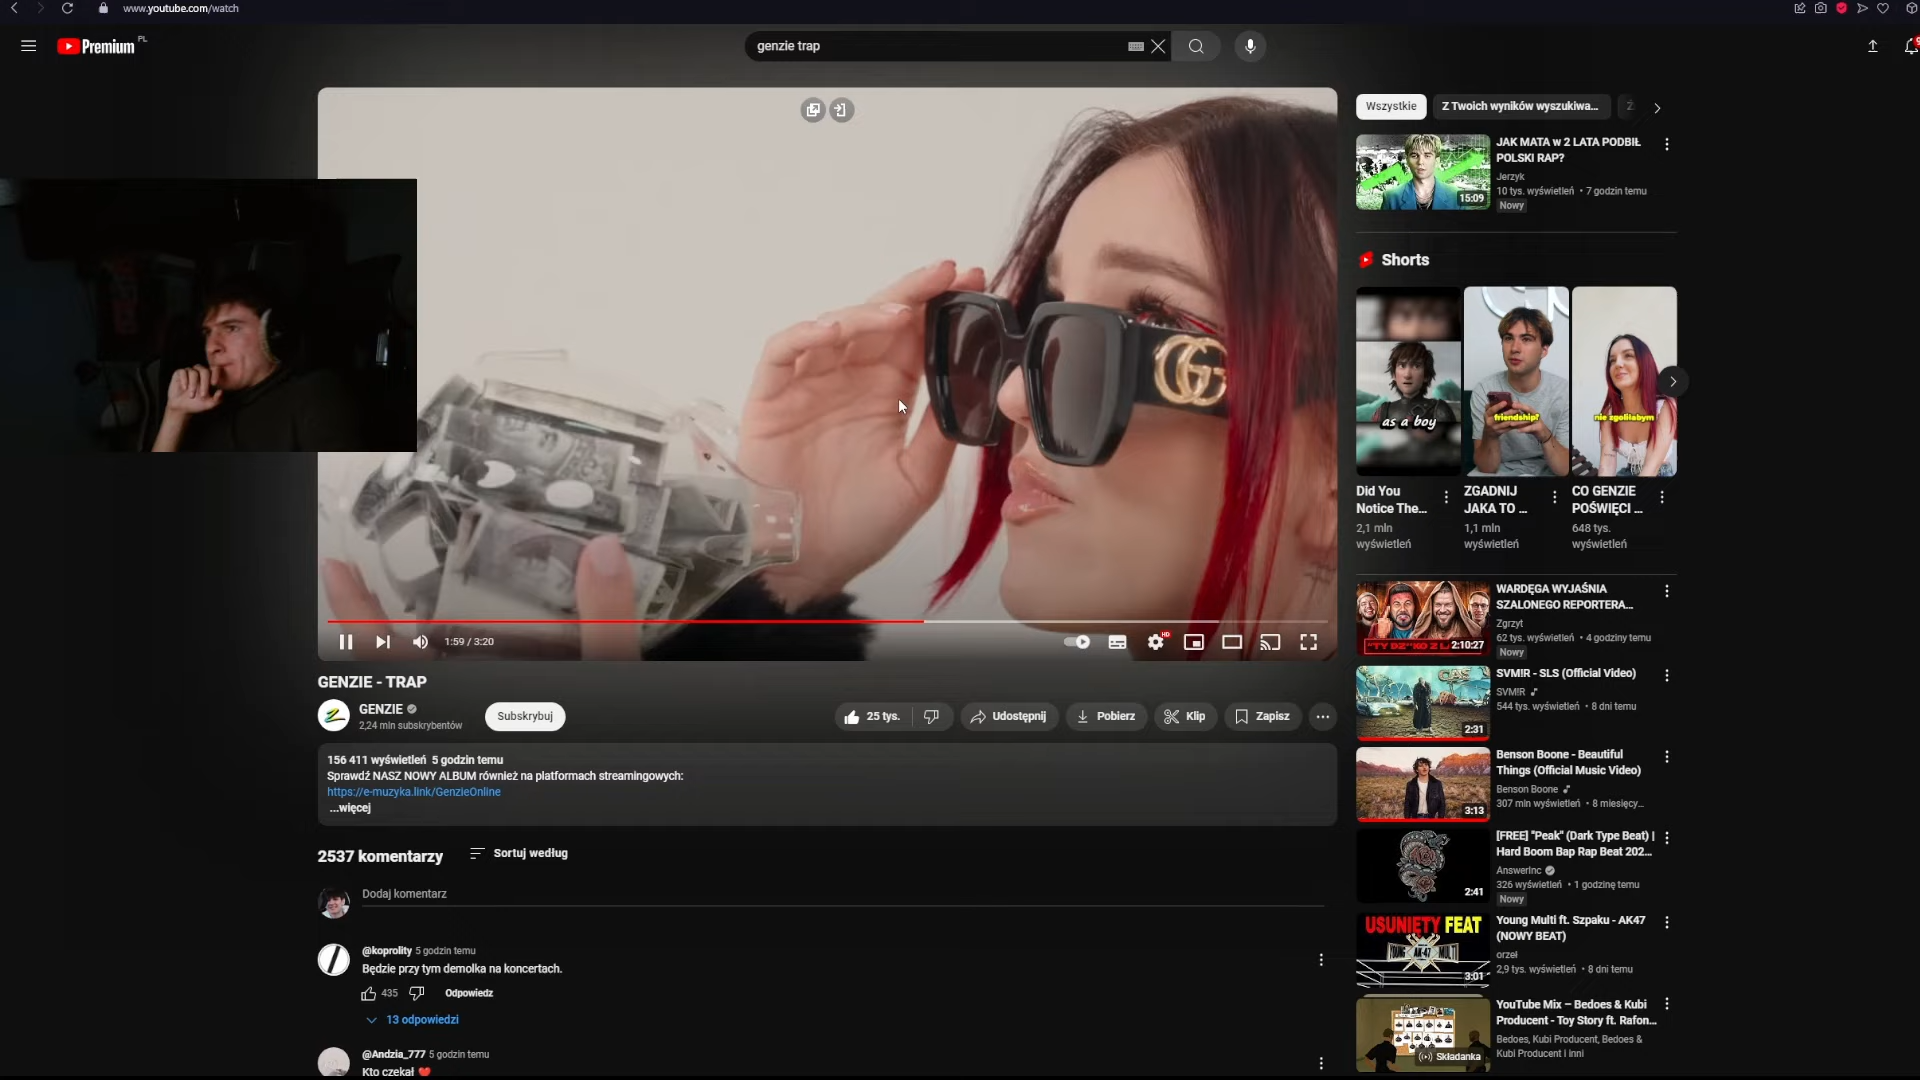 www.youtube.com/watch
Premium PL
genzie trap
Wszystkie
Z Twoich wyników wyszukiwa...
JAK MATA w 2 LATA PODBIŁ
POLSKI RAP?
Jerzyk
10 tys. wyświetleń • 7 godzin temu
Nowy
15:09
Shorts
as a boy
friendship?
nie zgoliłabym
Did You
Notice The...
2,1 mln
wyświetleń
ZGADNIJ
JAKA TO ...
1,1 mln
wyświetleń
CO GENZIE
POŚWIĘCI ...
648 tys.
wyświetleń
1:59 / 3:20
HD
GENZIE - TRAP
GENZIE
2,24 mln subskrybentów
Subskrybuj
25 tys.
Udostępnij
Pobierz
Klip
Zapisz
156 411 wyświetleń 5 godzin temu
Sprawdź NASZ NOWY ALBUM również na platformach streamingowych:
https://e-muzyka.link/GenzieOnline
...więcej
2537 komentarzy
Sortuj według
Dodaj komentarz
@koprolity 5 godzin temu
Będzie przy tym demolka na koncertach.
435
Odpowiedz
13 odpowiedzi
@Andzia_777 5 godzin temu
Kto czekał ❤️
WARDĘGA WYJAŚNIA
SZALONEGO REPORTERA...
Zgrzyt
62 tys. wyświetleń • 4 godziny temu
Nowy
2:10:27
SVM!R - SLS (Official Video)
SVM!R
544 tys. wyświetleń • 8 dni temu
2:31
Benson Boone - Beautiful
Things (Official Music Video)
Benson Boone
307 mln wyświetleń • 8 miesięcy...
3:13
[FREE] "Peak" (Dark Type Beat) |
Hard Boom Bap Rap Beat 202...
AnswerInc
326 wyświetleń • 1 godzinę temu
Nowy
2:41
USUNIĘTY FEAT
YOUNG AK-47 MULTI
3:01
Young Multi ft. Szpaku - AK47
(NOWY BEAT)
orzeł
2,9 tys. wyświetleń • 8 dni temu
YouTube Mix – Bedoes & Kubi
Producent - Toy Story ft. Rafon...
Bedoes, Kubi Producent, Bedoes &
Kubi Producent i inni
Składanka